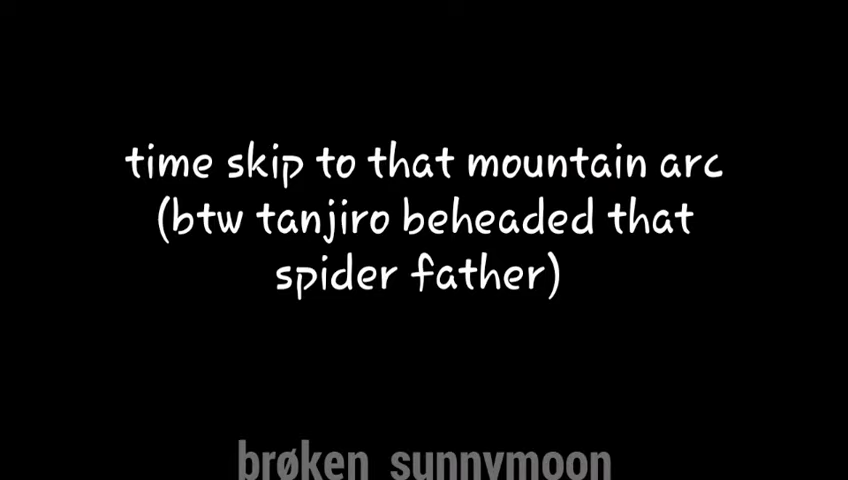 time skip to that mountain arc
(btw tanjiro beheaded that
spider father)
brøken sunnymoon